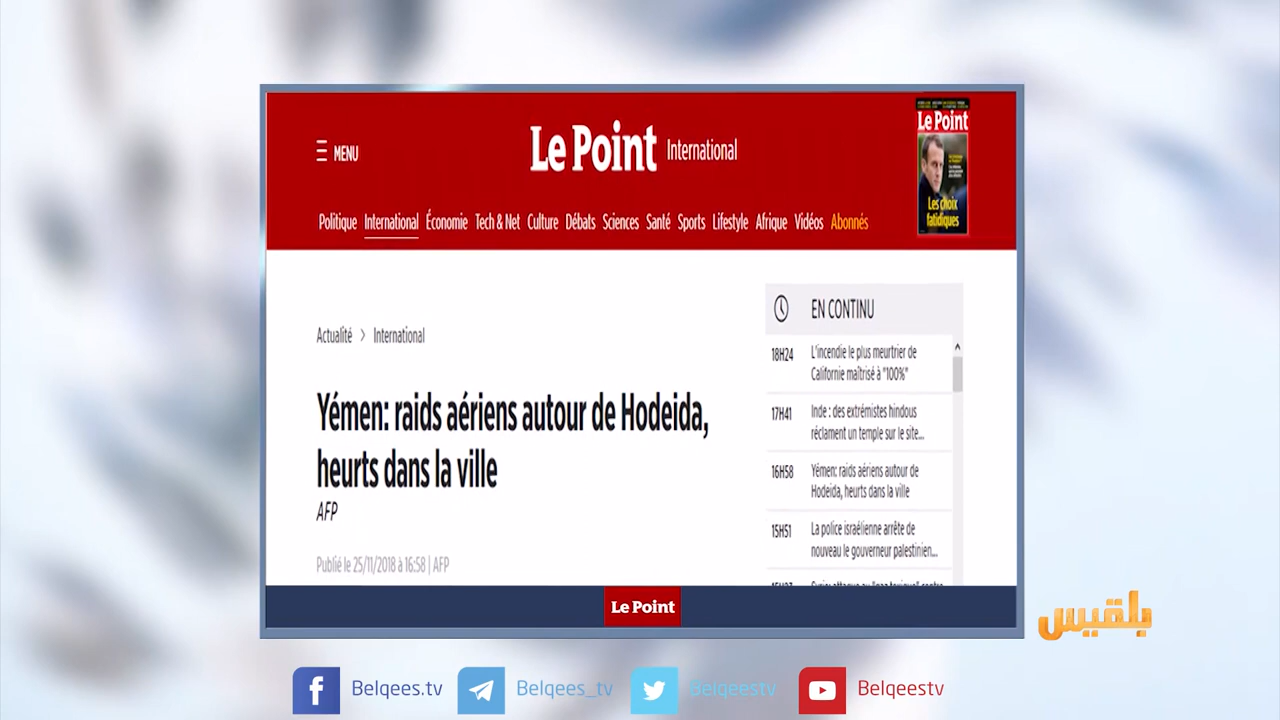 MENU
Le Point International
Le Point
Les choix
fatidiques
Politique International Économie Tech & Net Culture Débats Sciences Santé Sports Lifestyle Afrique Vidéos Abonnés
Actualité > International
Yémen: raids aériens autour de Hodeida,
heurts dans la ville
AFP
Publié le 25/11/2018 à 16:58 | AFP
EN CONTINU
18H24 L'incendie le plus meurtrier de
Californie maîtrisé à "100%"
17H41 Inde : des extrémistes hindous
réclament un temple sur le site...
16H58 Yémen: raids aériens autour de
Hodeida, heurts dans la ville
15H51 La police israélienne arrête de
nouveau le gouverneur palestinien...
Le Point
بلقيس
Belqees.tv Belqees_tv Belqeestv Belqeestv